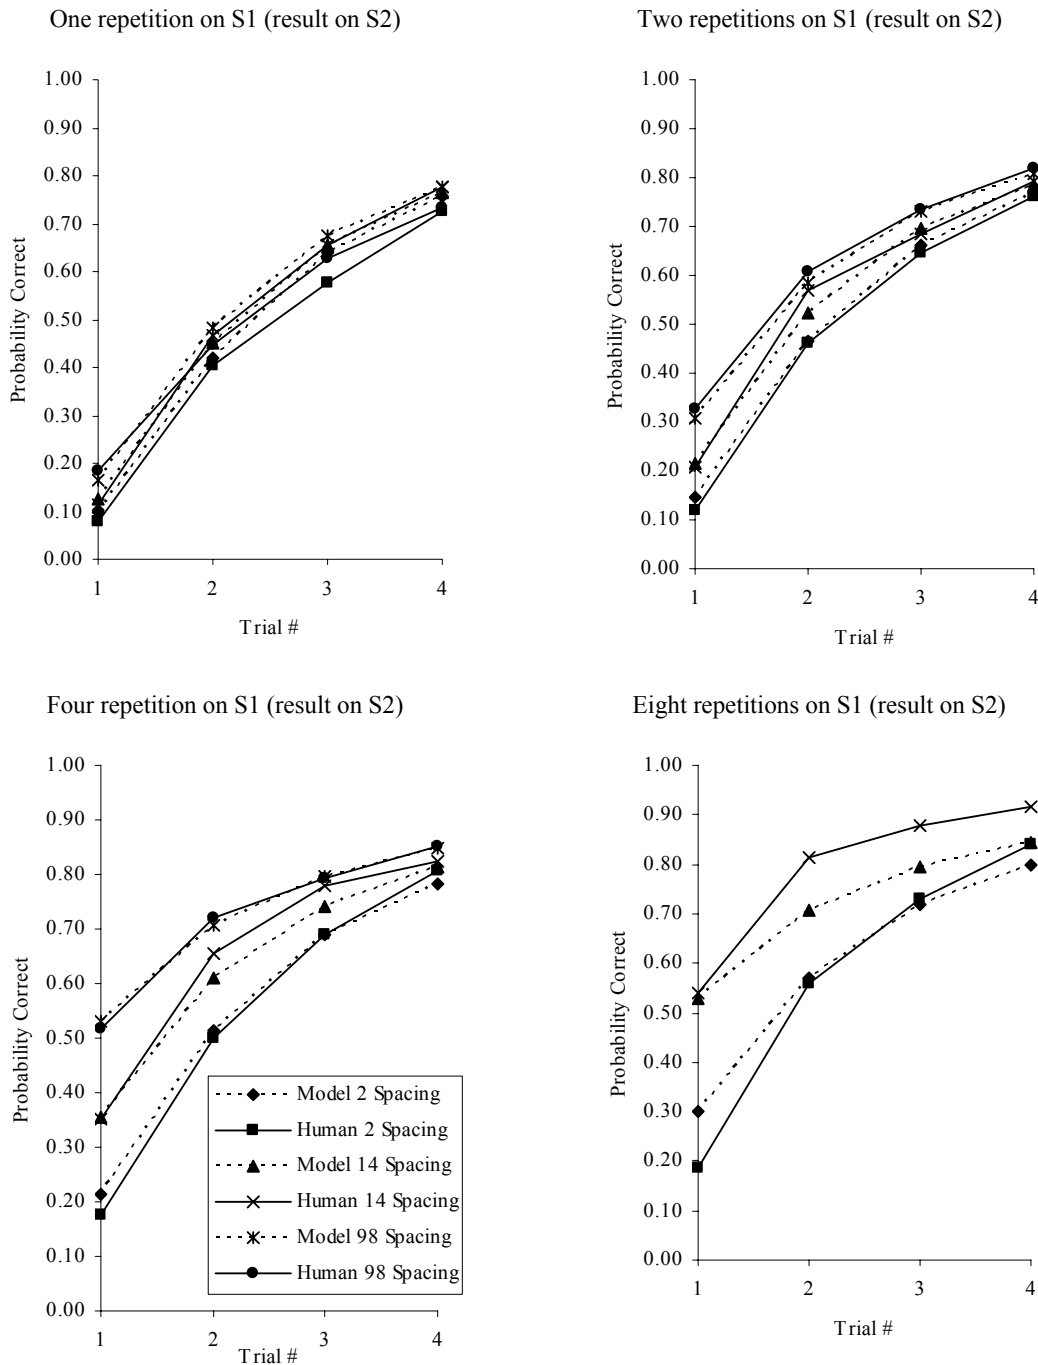 One repetition on S1 (result on S2)
1.00
0.90
0.80
0.70
0.60
0.50
0.40
0.30
0.20
0.10
0.00
Probability Correct
1 2 3 4
Trial #
Two repetitions on S1 (result on S2)
1.00
0.90
0.80
0.70
0.60
0.50
0.40
0.30
0.20
0.10
0.00
Probability Correct
1 2 3 4
Trial #
Four repetition on S1 (result on S2)
1.00
0.90
0.80
0.70
0.60
0.50
0.40
0.30
0.20
0.10
0.00
Probability Correct
1 2 3 4
Trial #
Model 2 Spacing
Human 2 Spacing
Model 14 Spacing
Human 14 Spacing
Model 98 Spacing
Human 98 Spacing
Eight repetitions on S1 (result on S2)
1.00
0.90
0.80
0.70
0.60
0.50
0.40
0.30
0.20
0.10
0.00
Probability Correct
1 2 3 4
Trial #